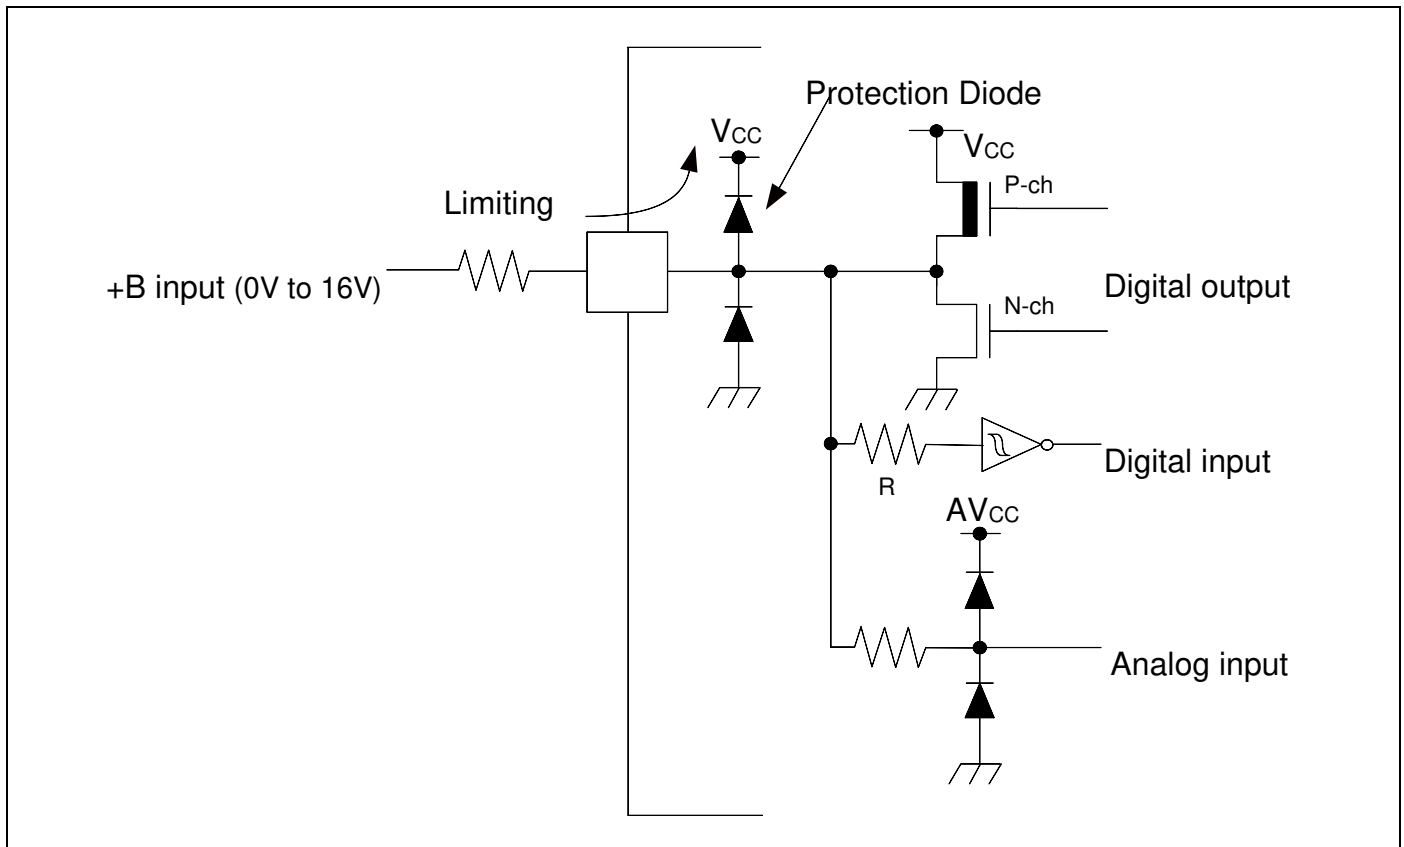 Protection Diode
VCC
VCC
P-ch
Limiting
+B input (0V to 16V)
Digital output
N-ch
Digital input
R
AVCC
Analog input